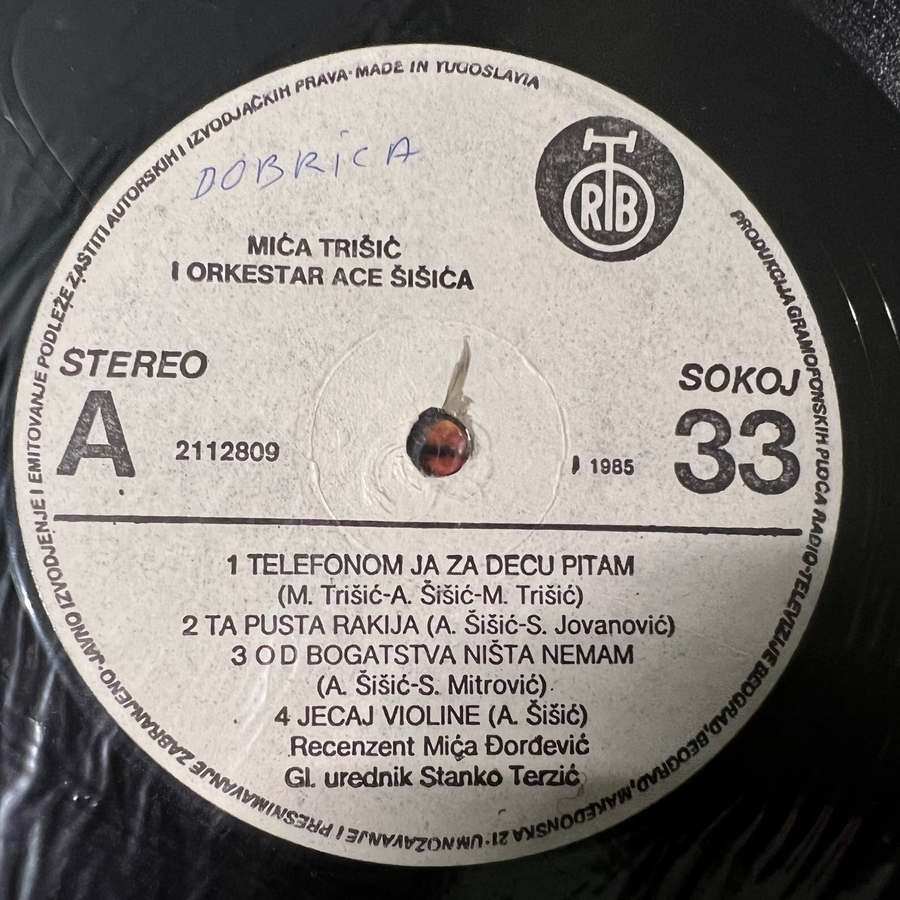 PRODUKCIJA GRAMOFONSKIH PLOČA RADIO-TELEVIZIJE BEOGRAD, BEOGRAD, MAKEDONSKA 21·UMNOŽAVANJE I PRESNIMAVANJE ZABRANJENO·JAVNO IZVODJENJE I EMITOVANJE PODLEŽE ZAŠTITI AUTORSKIH I IZVODJAČKIH PRAVA·MADE IN YUGOSLAVIA
DOBRICA
RTB
MIĆA TRIŠIĆ
I ORKESTAR ACE ŠIŠIĆA
STEREO
SOKOJ
A
2112809
1985
33
1 TELEFONOM JA ZA DECU PITAM
(M. Trišić-A. Šišić-M. Trišić)
2 TA PUSTA RAKIJA (A. Šišić-S. Jovanović)
3 OD BOGATSTVA NIŠTA NEMAM
(A. Šišić-S. Mitrović)
4 JECAJ VIOLINE (A. Šišić)
Recenzent Mića Đorđević
Gl. urednik Stanko Terzić